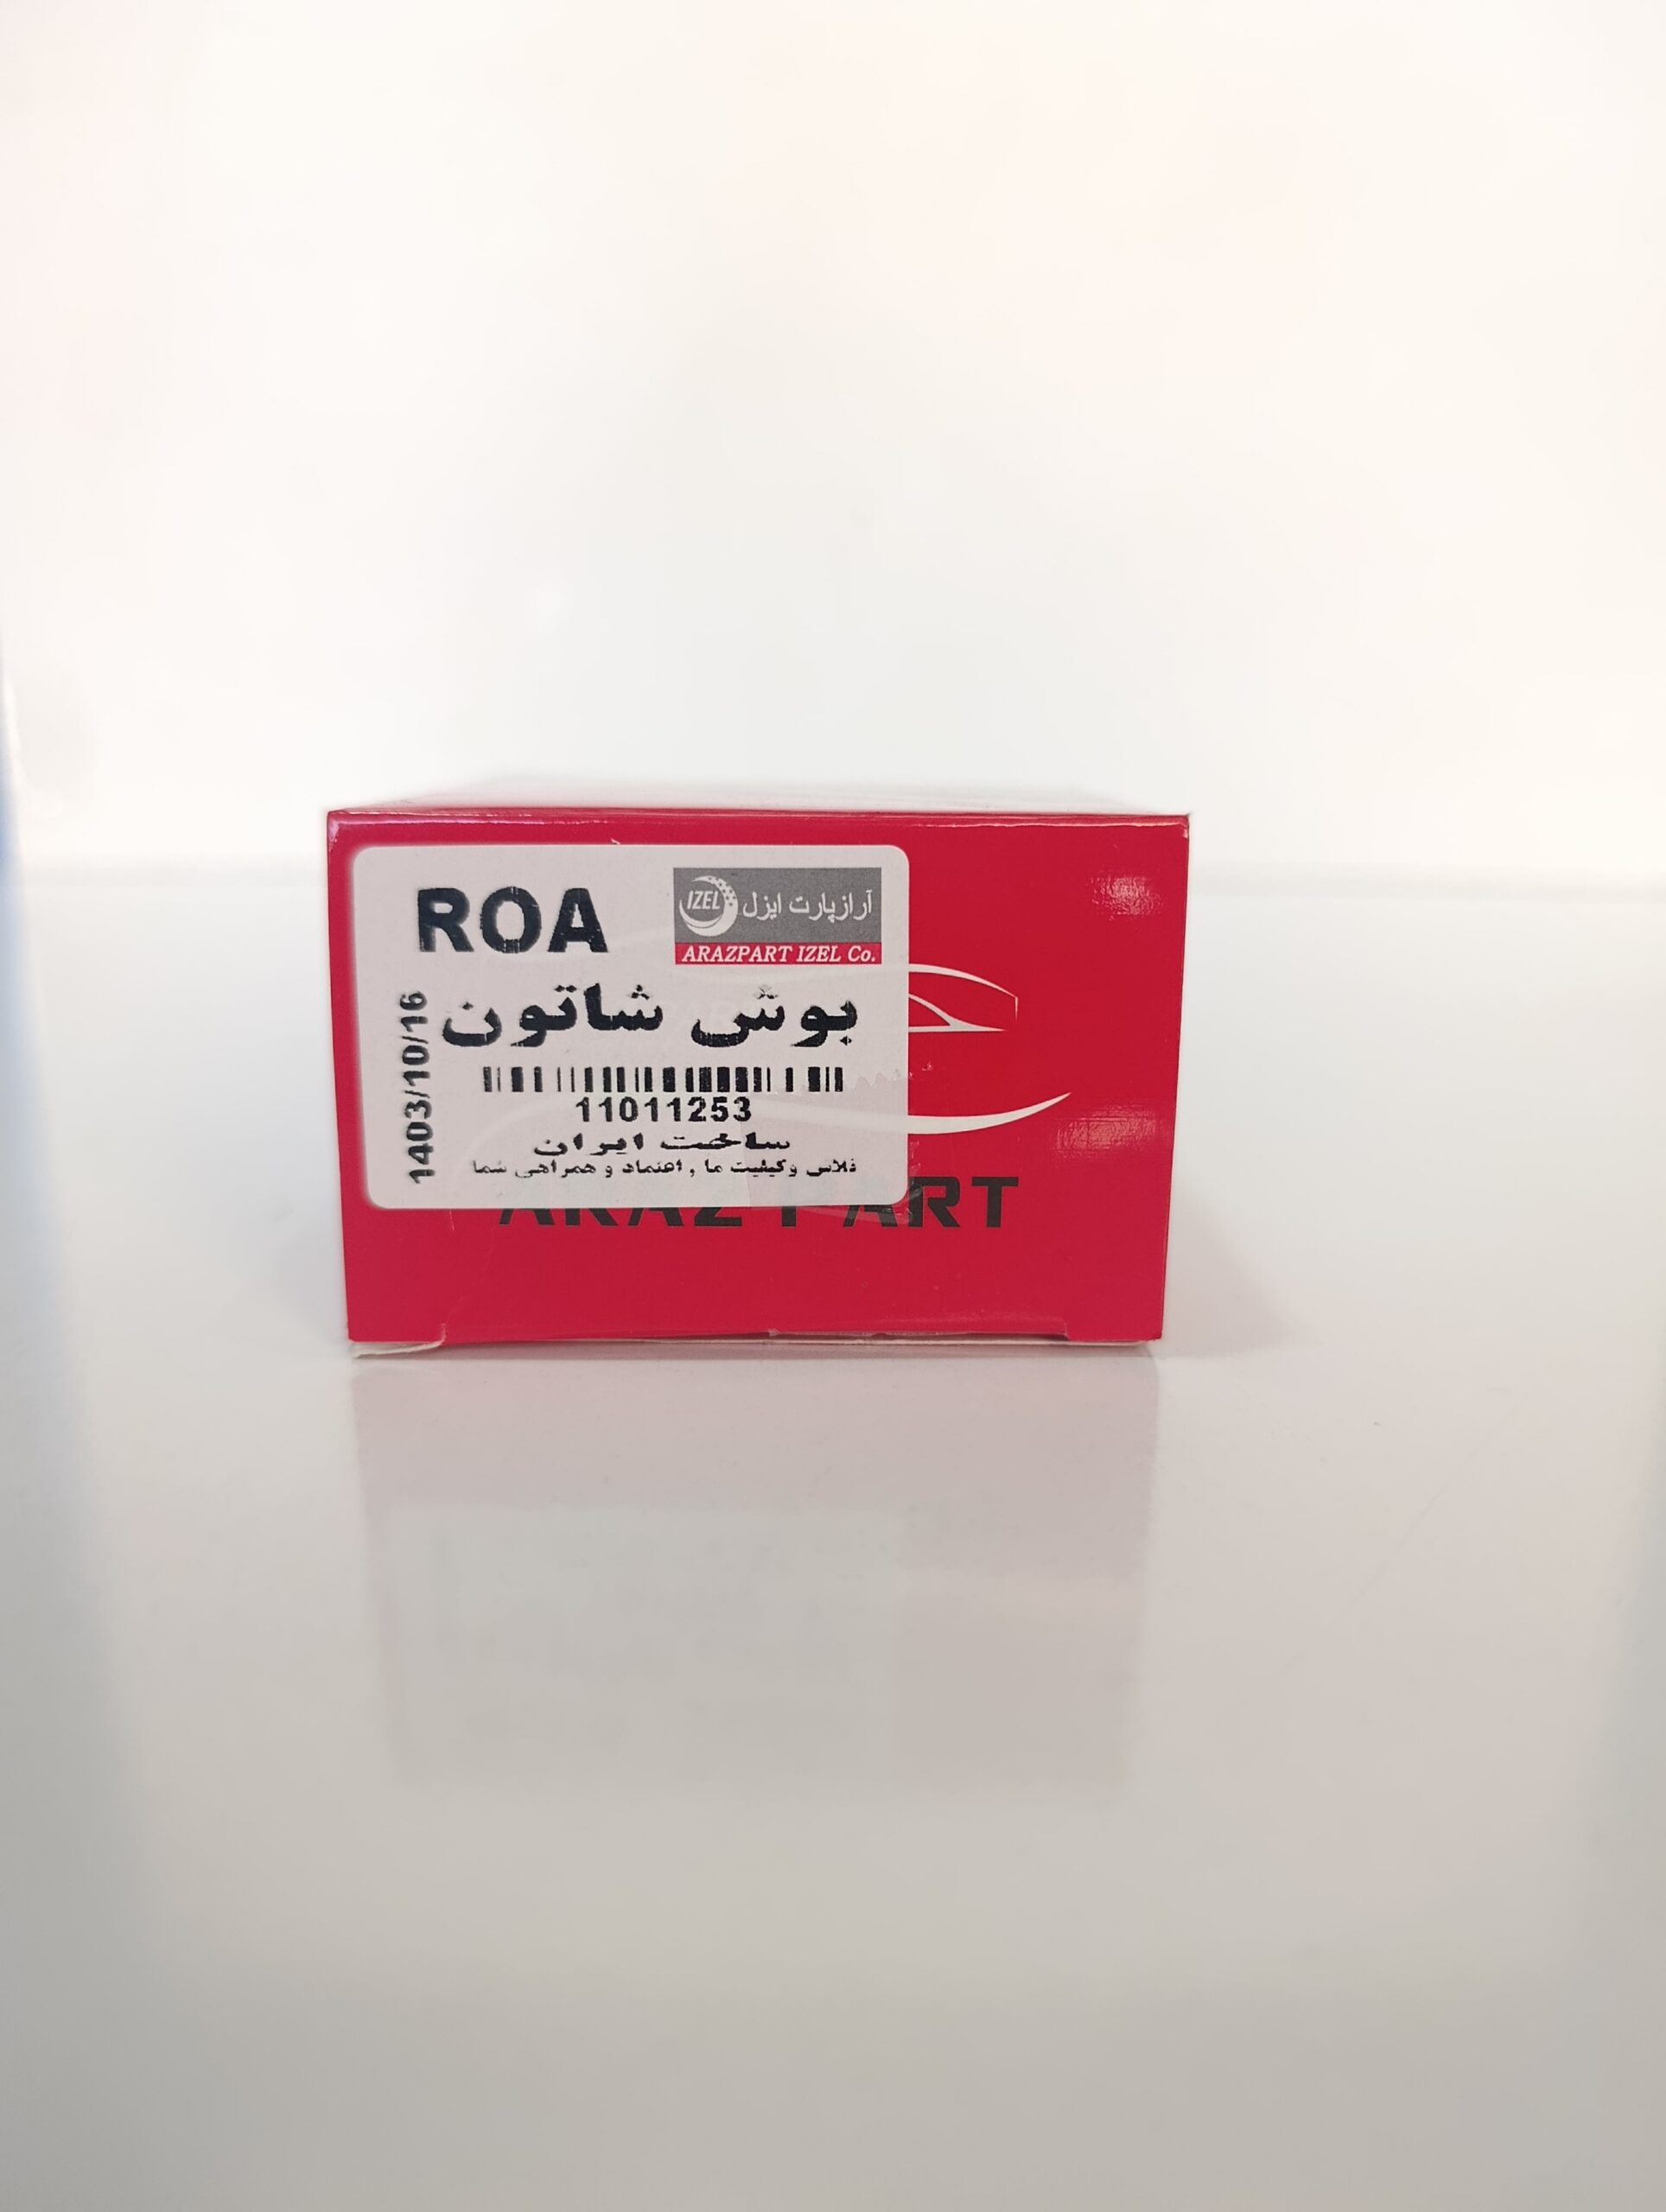 ROA
IZEL
آرازپارت ایزل
ARAZPART IZEL Co.
بوش شاتون
1403/10/16
11011253
ساخت ایران
تلاش وکیفیت ما , اعتماد و همراهی شما
ARAZ PART